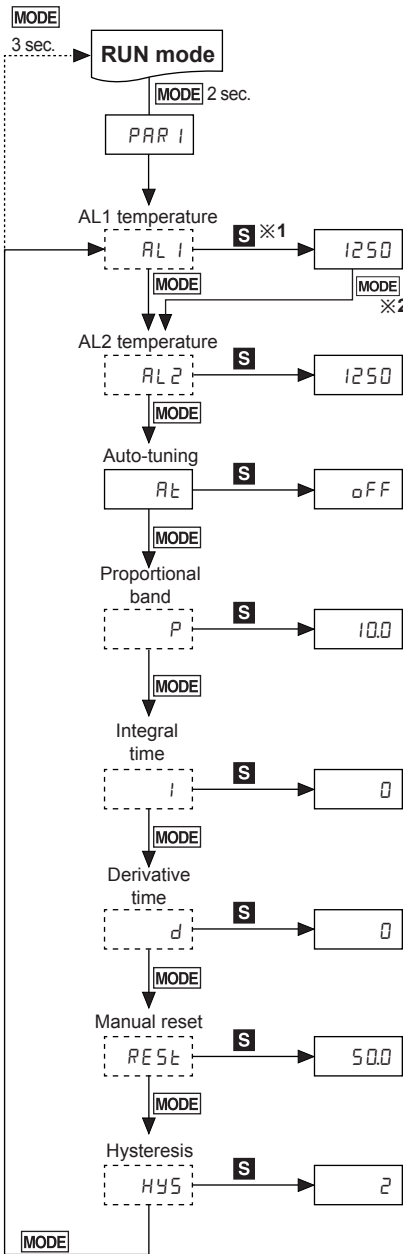 MODE
3 sec.
RUN mode
MODE 2 sec.
PAR1
AL1 temperature
AL1 S ※1 1250
MODE MODE
※2
AL2 temperature
AL2 S 1250
MODE
Auto-tuning
At S oFF
MODE
Proportional
band
P S 10.0
MODE
Integral
time
I S 0
MODE
Derivative
time
d S 0
MODE
Manual reset
RESt S 50.0
MODE
Hysteresis
HYS S 2
MODE